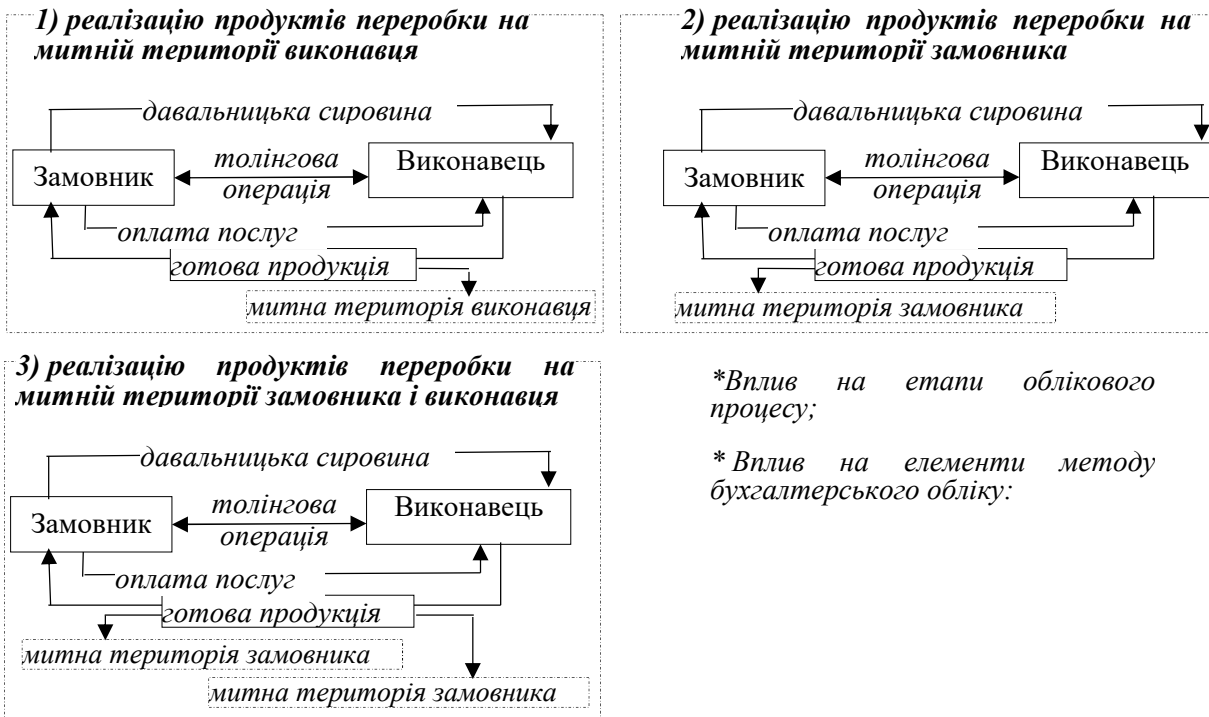 1) реалізацію продуктів переробки на
митній території виконавця
давальницька сировина
Замовник
толінгова
операція
Виконавець
оплата послуг
готова продукція
митна територія виконавця
2) реалізацію продуктів переробки на
митній території замовника
давальницька сировина
Замовник
толінгова
операція
Виконавець
оплата послуг
готова продукція
митна територія замовника
3) реалізацію продуктів переробки на
митній території замовника і виконавця
давальницька сировина
Замовник
толінгова
операція
Виконавець
оплата послуг
готова продукція
митна територія замовника
митна територія замовника
*Вплив на етапи облікового
процесу;
* Вплив на елементи методу
бухгалтерського обліку: